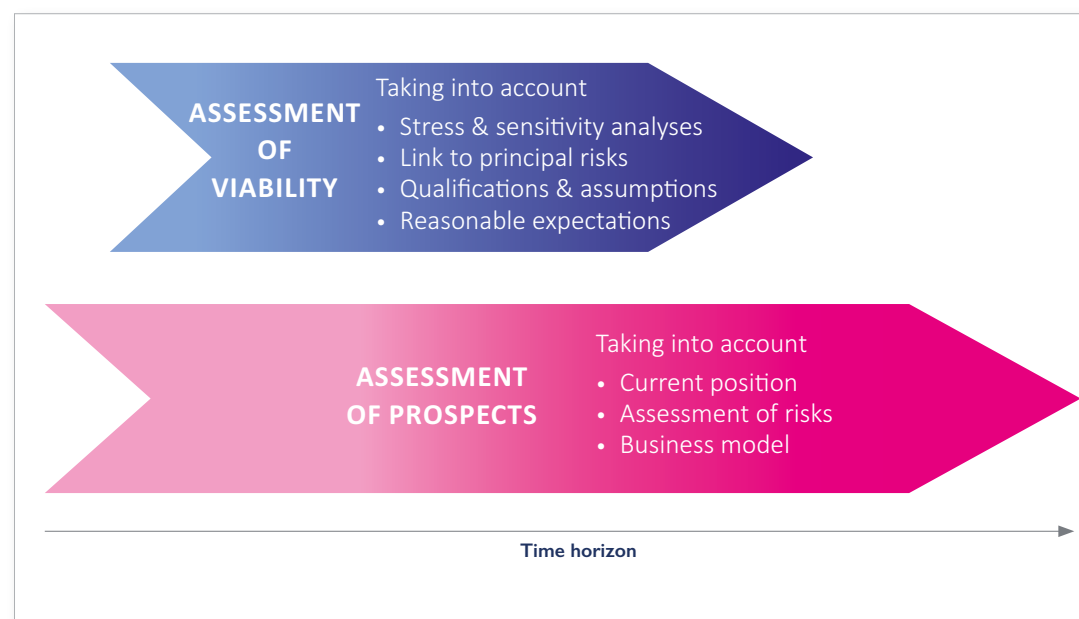 ASSESSMENT
OF
VIABILITY
Taking into account
• Stress & sensitivity analyses
• Link to principal risks
• Qualifications & assumptions
• Reasonable expectations
ASSESSMENT
OF PROSPECTS
Taking into account
• Current position
• Assessment of risks
• Business model
Time horizon